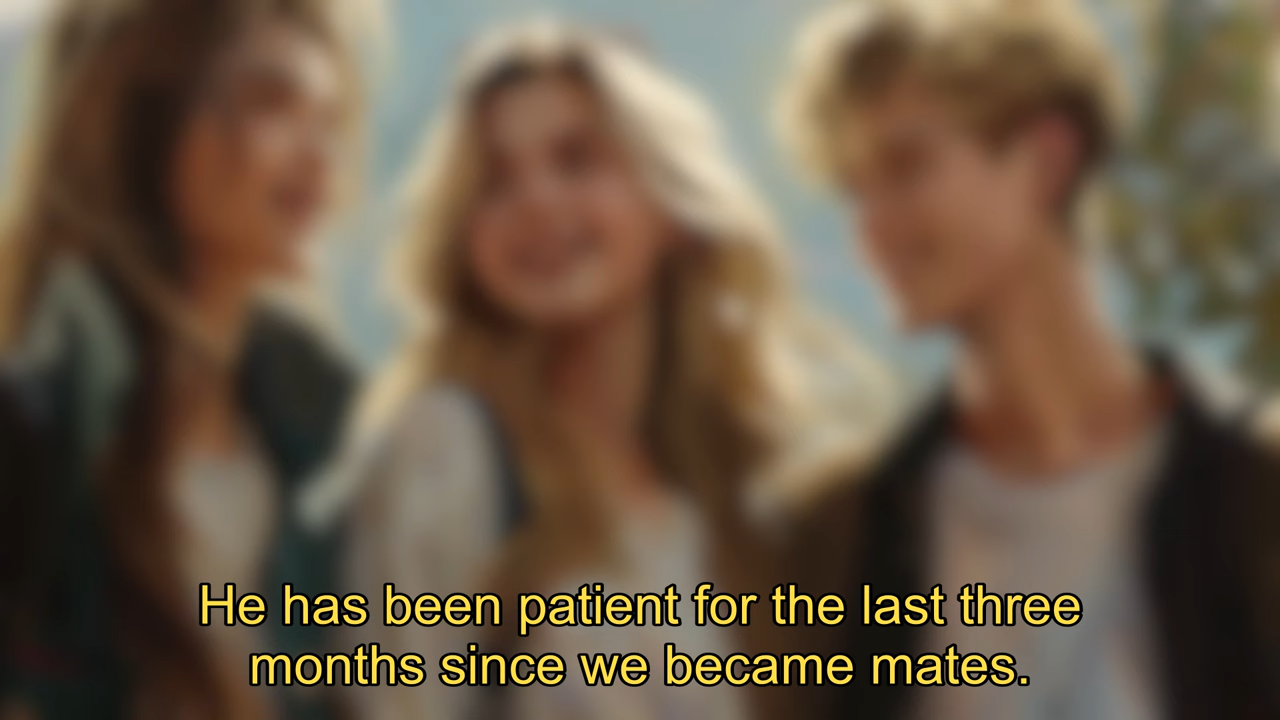 He has been patient for the last three
months since we became mates.